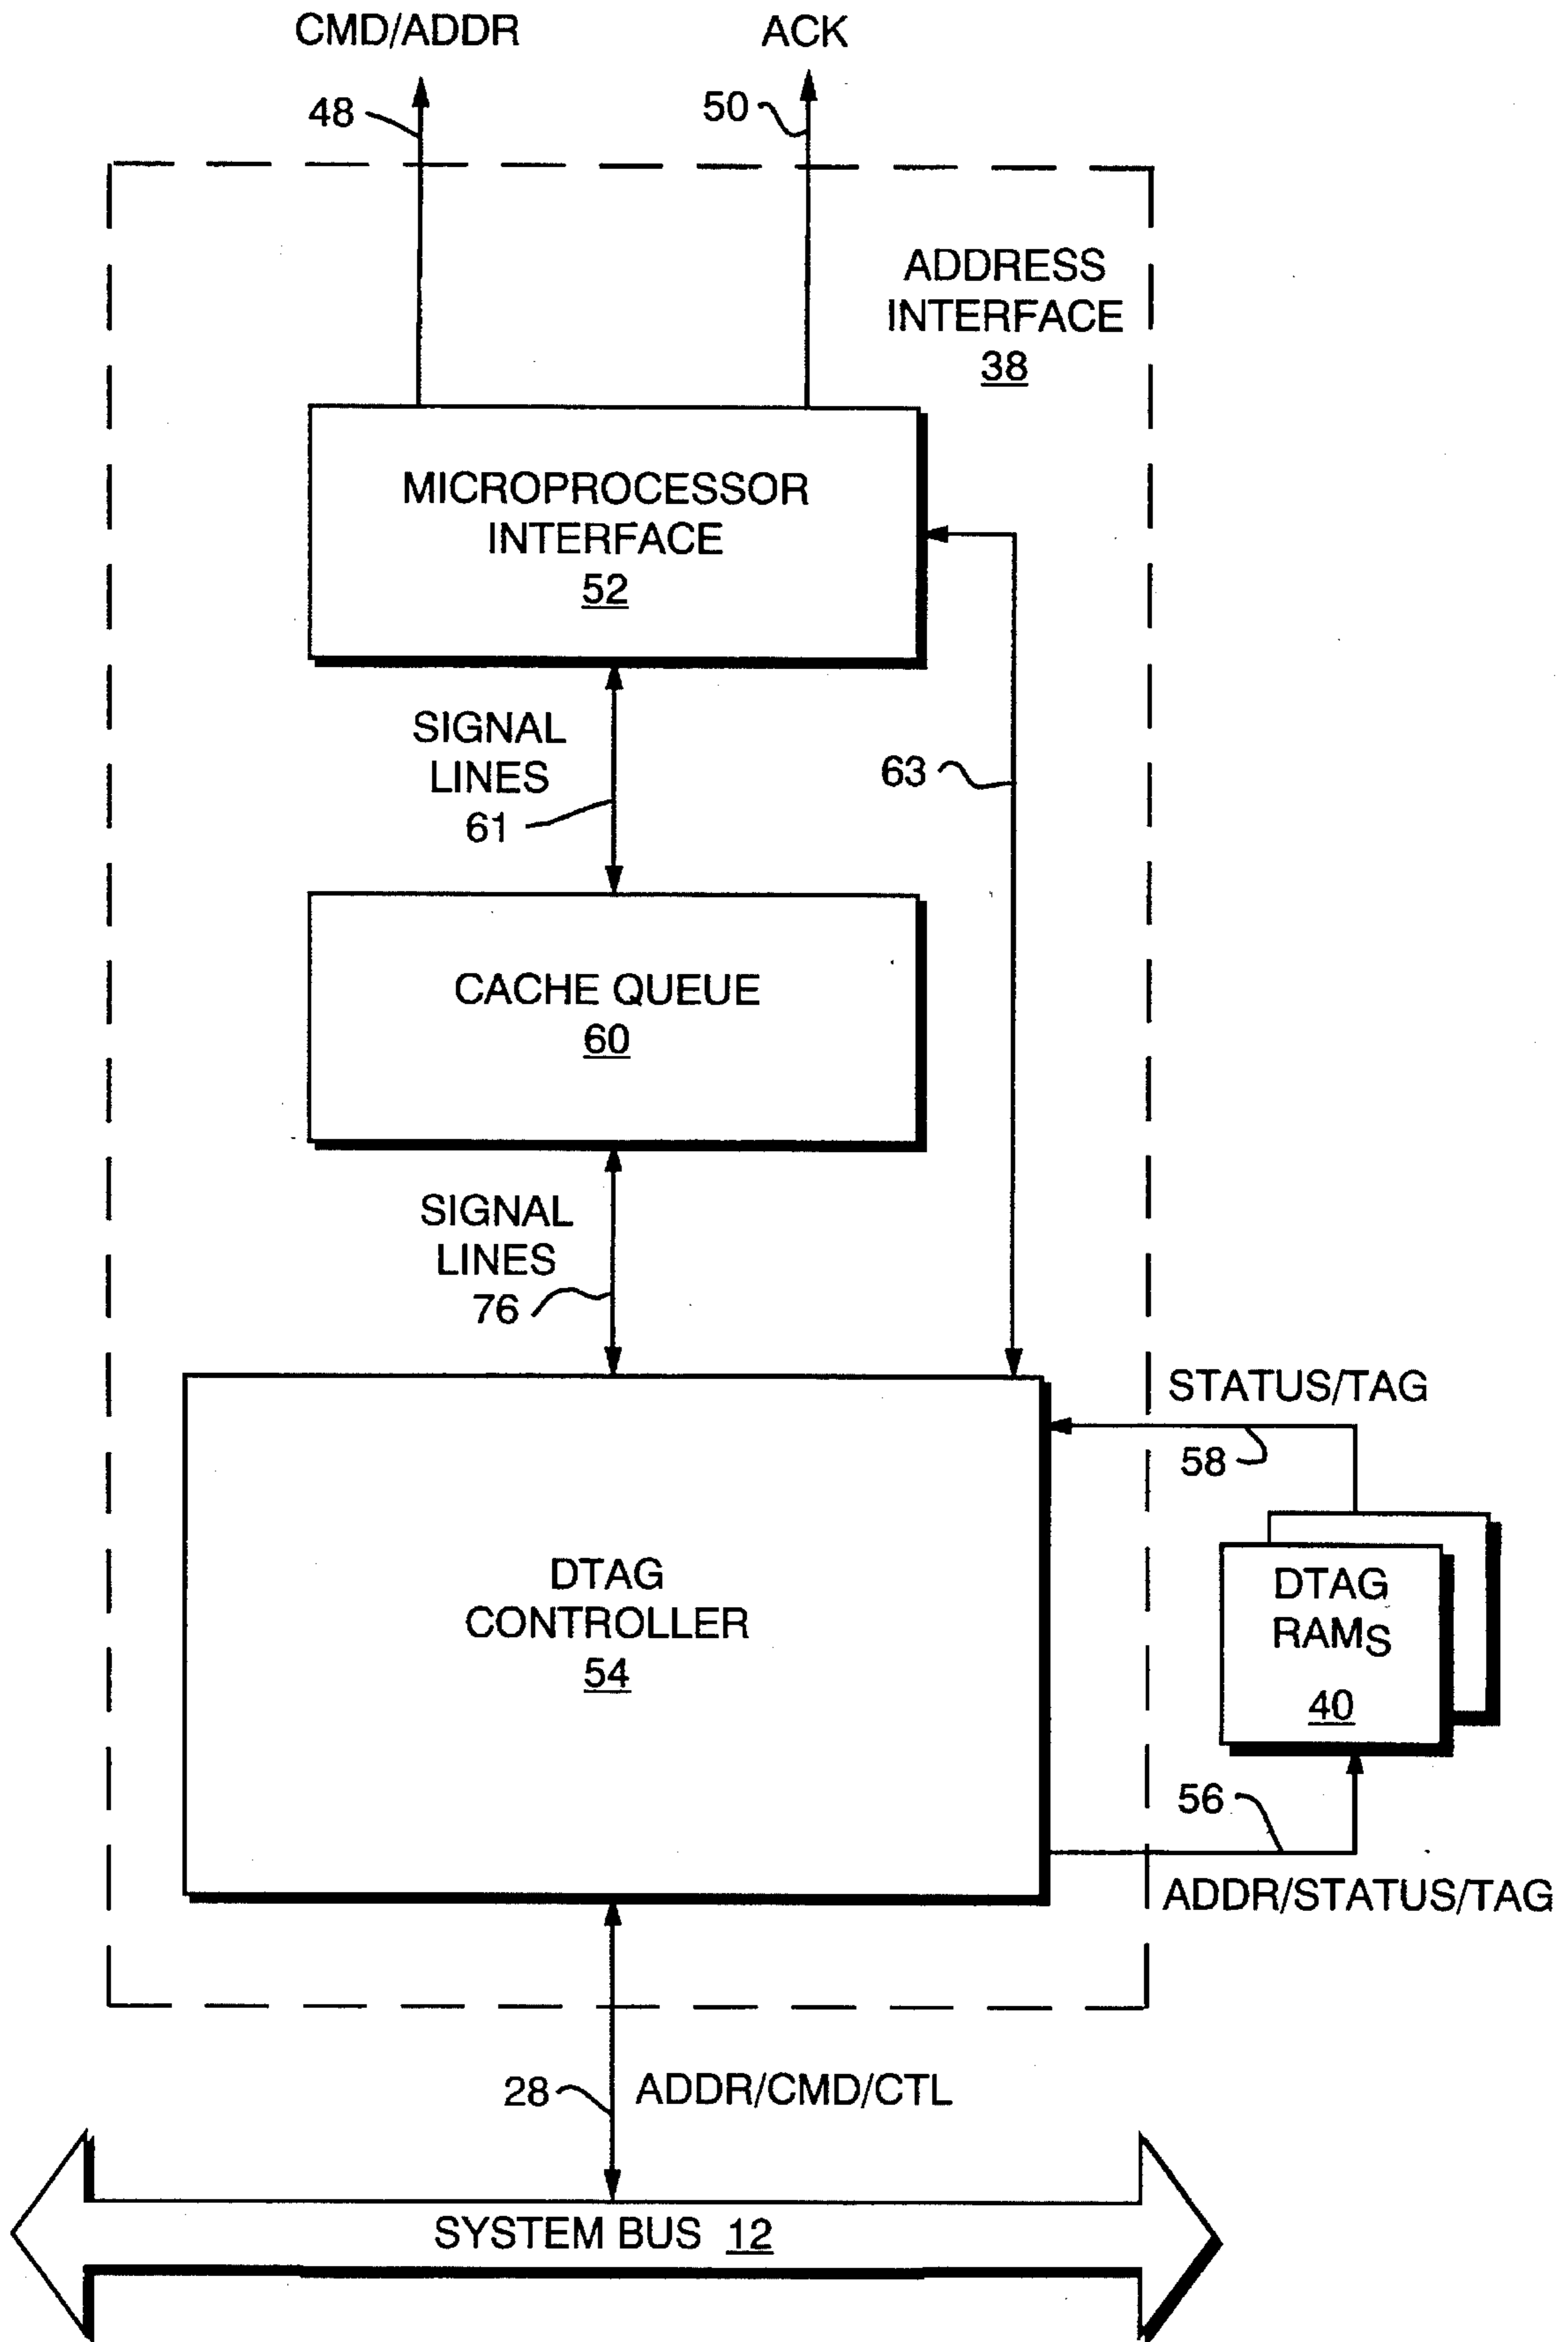 CMD/ADDR
ACK
48
50
ADDRESS
INTERFACE
38
MICROPROCESSOR
INTERFACE
52
SIGNAL
LINES
61
63
CACHE QUEUE
60
SIGNAL
LINES
76
STATUS/TAG
58
DTAG
CONTROLLER
54
DTAG
RAMS
40
56
ADDR/STATUS/TAG
28
ADDR/CMD/CTL
SYSTEM BUS 12